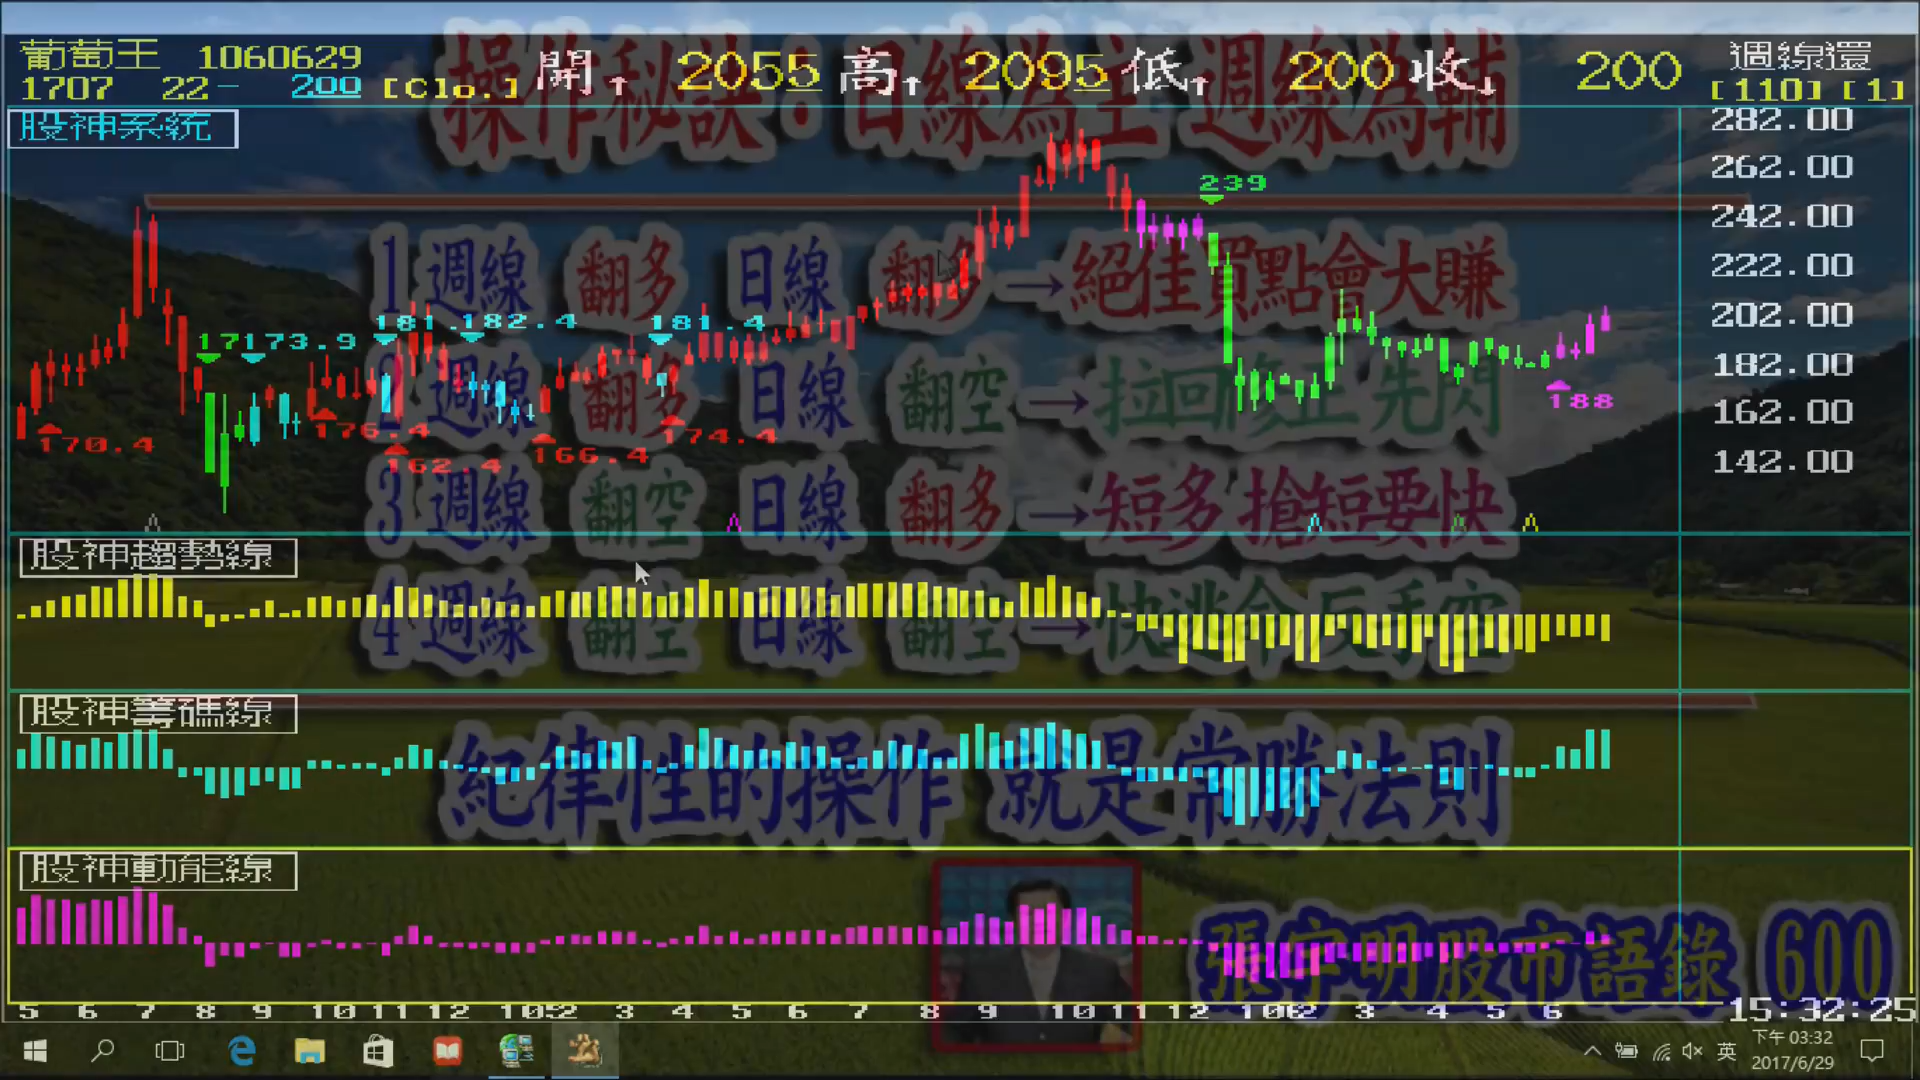 葡萄王 1060629
1707 22- 200 [Clo.] 開↑ 2055 高↑ 2095 低↑ 200 收↓ 200
週線還
[110][1]
操作秘訣：日線為主 週線為輔
股神系統
282.00
262.00
242.00
222.00
202.00
182.00
162.00
142.00
239
17173.9 181. 182.4 181.4
170.4 176.4 162.4 166.4 174.4 188
1 週線 翻多 日線 翻多→絕佳買點會大賺
2 週線 翻多 日線 翻空→拉回修正 先閃
3 週線 翻空 日線 翻多→短多 搶短要快
4 週線 翻空 日線 翻空→快逃命反手空
股神趨勢線
股神籌碼線
紀律性的操作 就是常勝法則
股神動能線
張宇明股市語錄 600
5 6 7 8 9 10 11 12 1052 3 4 5 6 7 8 9 10 11 12 1062 3 4 5 6
15:32:25
英
下午 03:32
2017/6/29